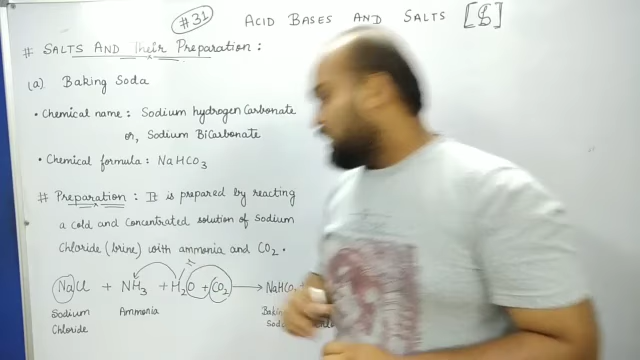 #31 ACID BASES AND SALTS [8]
# SALTS AND Their Preparation :
(a) Baking Soda
• Chemical name : Sodium hydrogen Carbonate
or, Sodium BiCarbonate
• Chemical formula : NaHCO₃
# Preparation : It is prepared by reacting
a cold and concentrated solution of Sodium
Chloride (brine) with ammonia and CO₂ .
NaCl + NH₃ + H₂O + CO₂ → NaHCO₃ +
Sodium Ammonia
Chloride